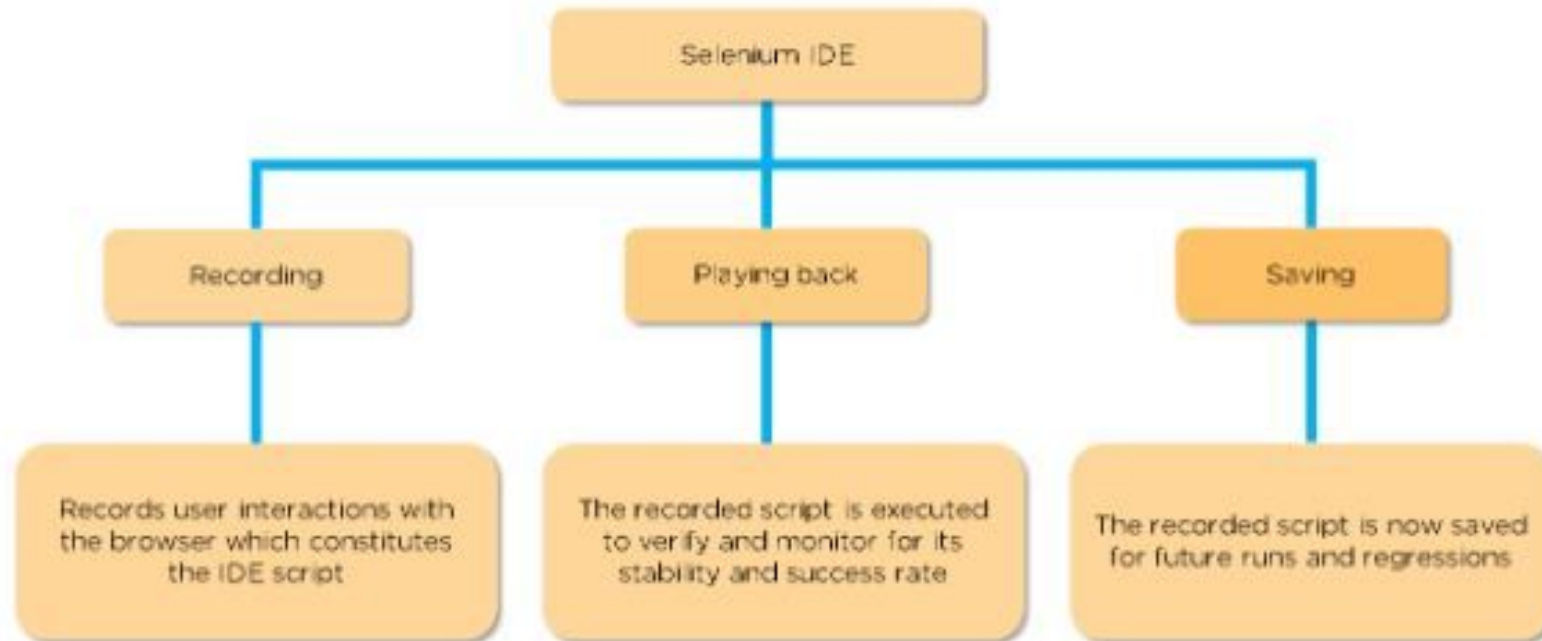 Selenium IDE
Recording
Playing back
Saving
Records user interactions with
the browser which constitutes
the IDE script
The recorded script is executed
to verify and monitor for its
stability and success rate
The recorded script is now saved
for future runs and regressions